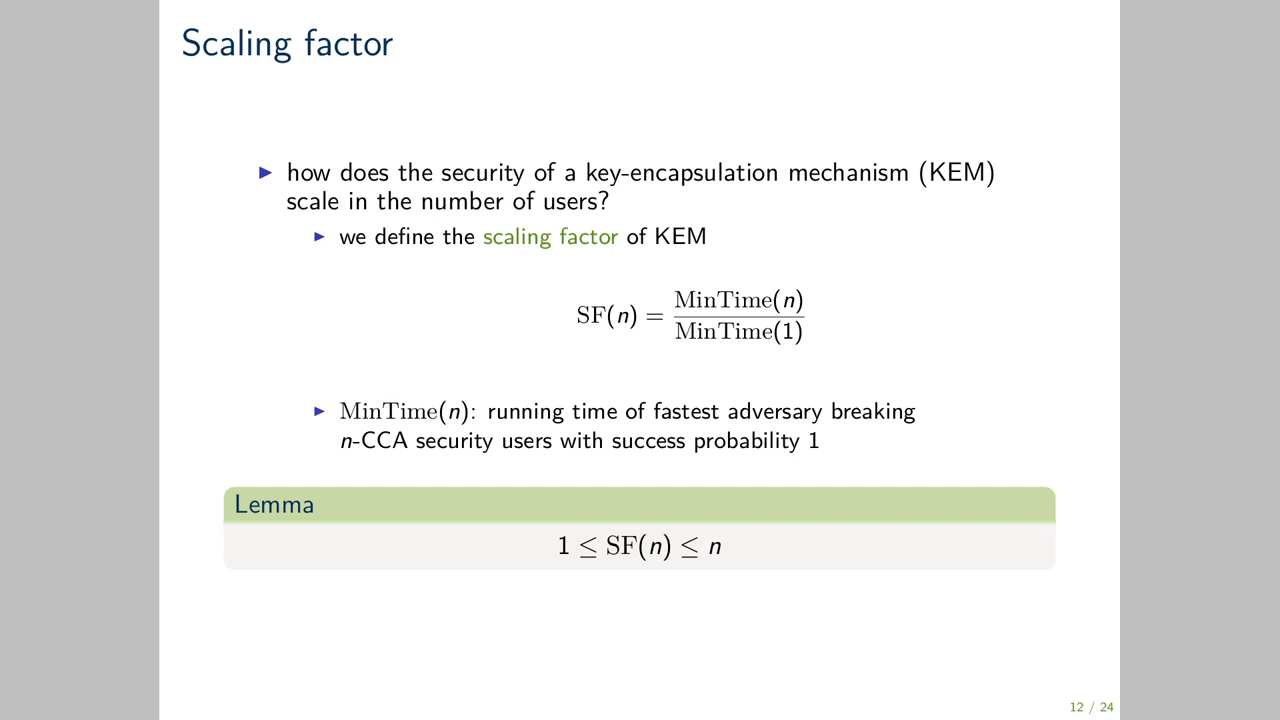 Scaling factor
▶ how does the security of a key-encapsulation mechanism (KEM)
scale in the number of users?
▶ we define the scaling factor of KEM
SF(n) = MinTime(n) / MinTime(1)
▶ MinTime(n): running time of fastest adversary breaking
n-CCA security users with success probability 1
Lemma
1 ≤ SF(n) ≤ n
12 / 24